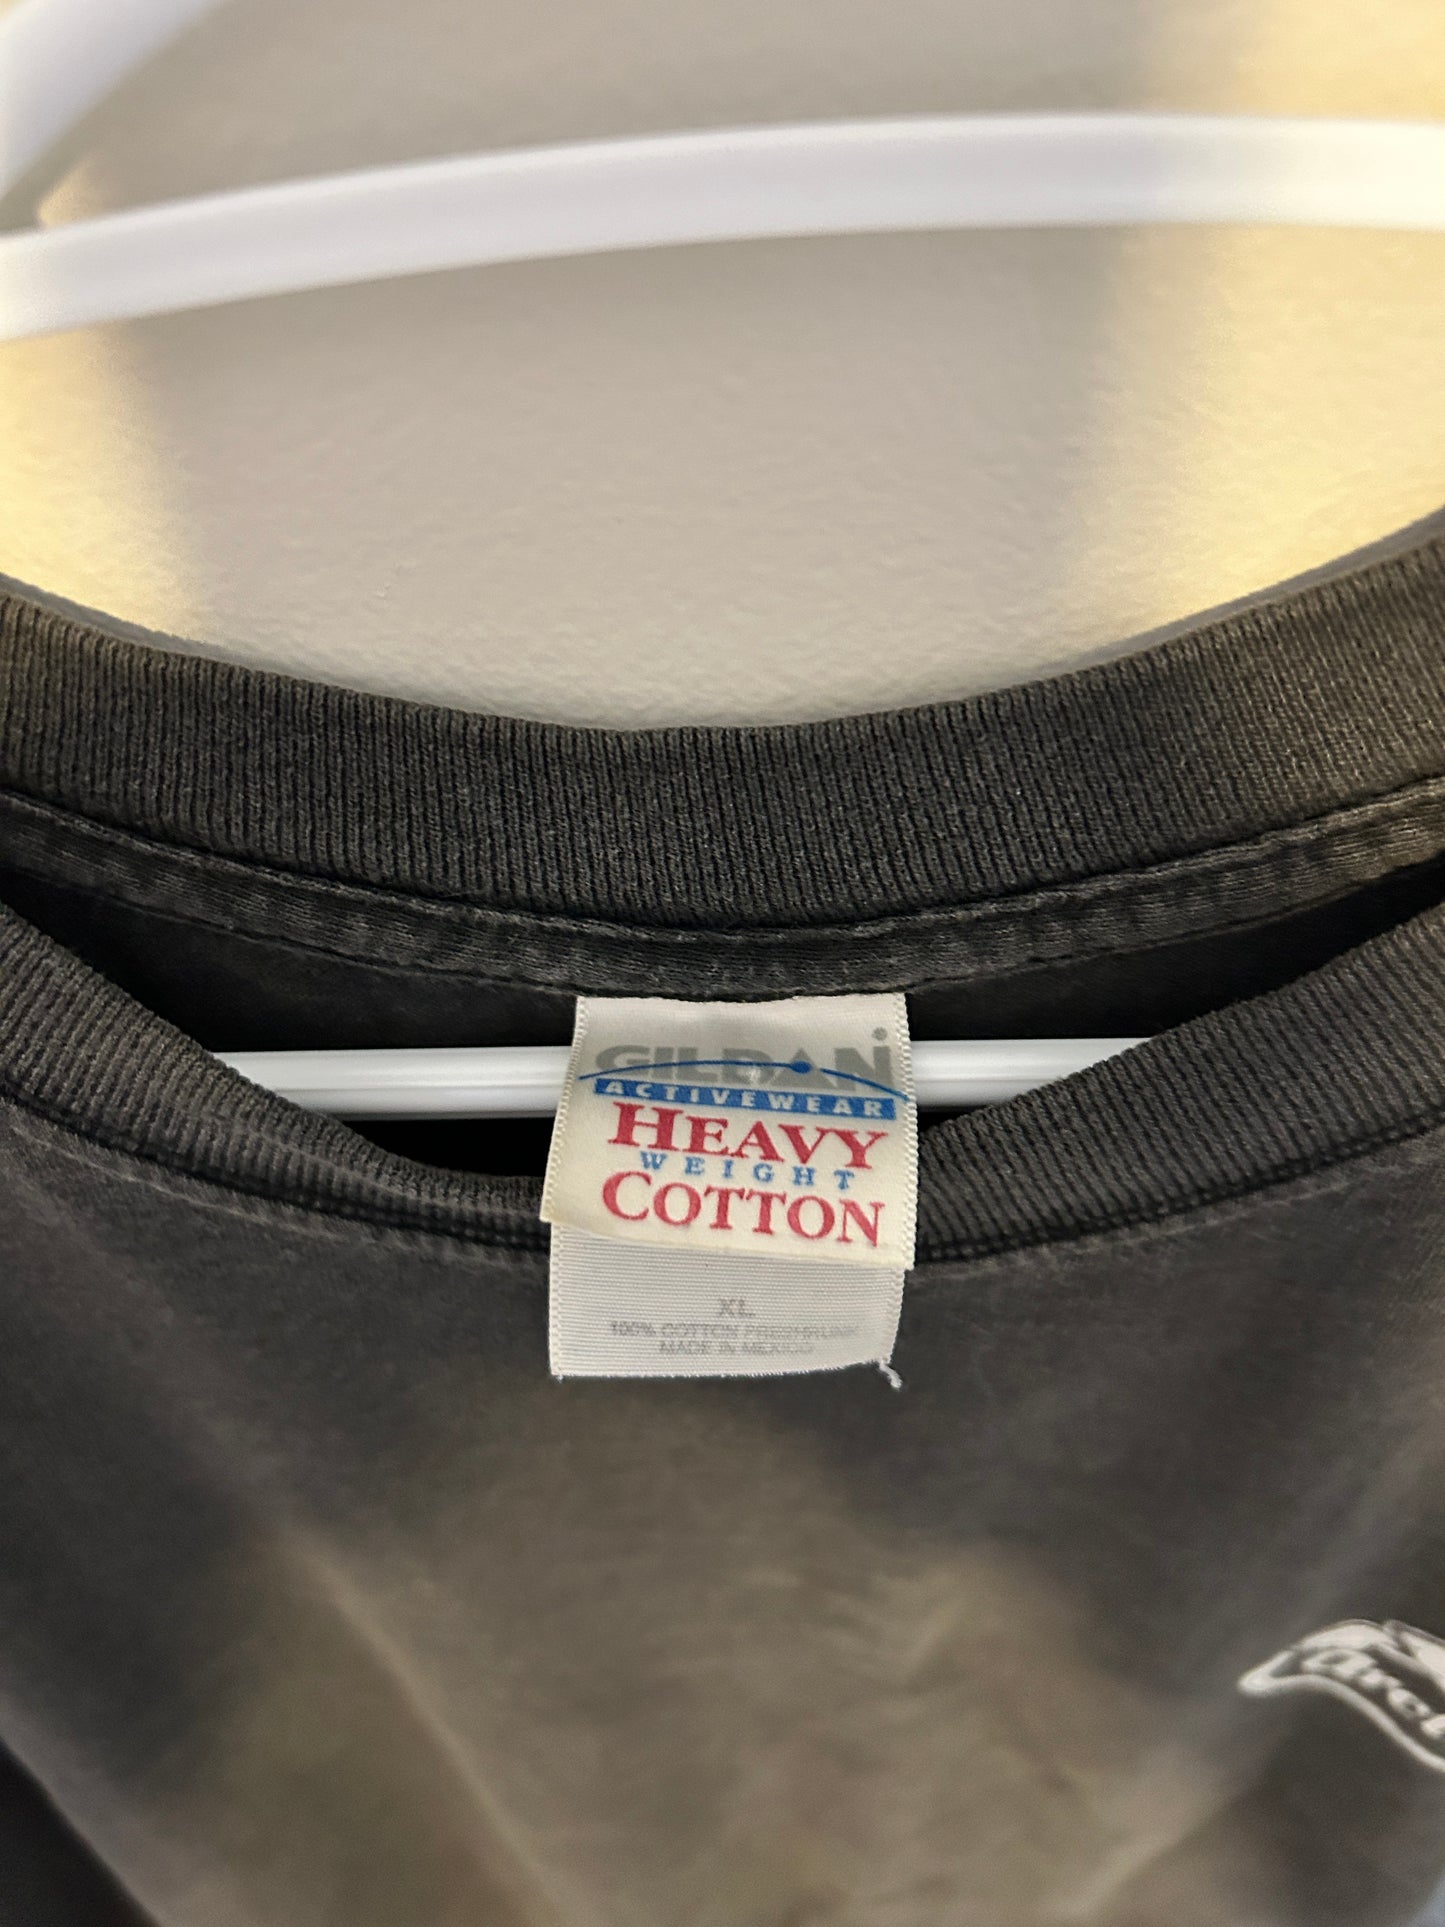 GILDAN
ACTIVEWEAR
HEAVY
WEIGHT
COTTON
XL
100% COTTON PRESHRUNK
MADE IN MEXICO